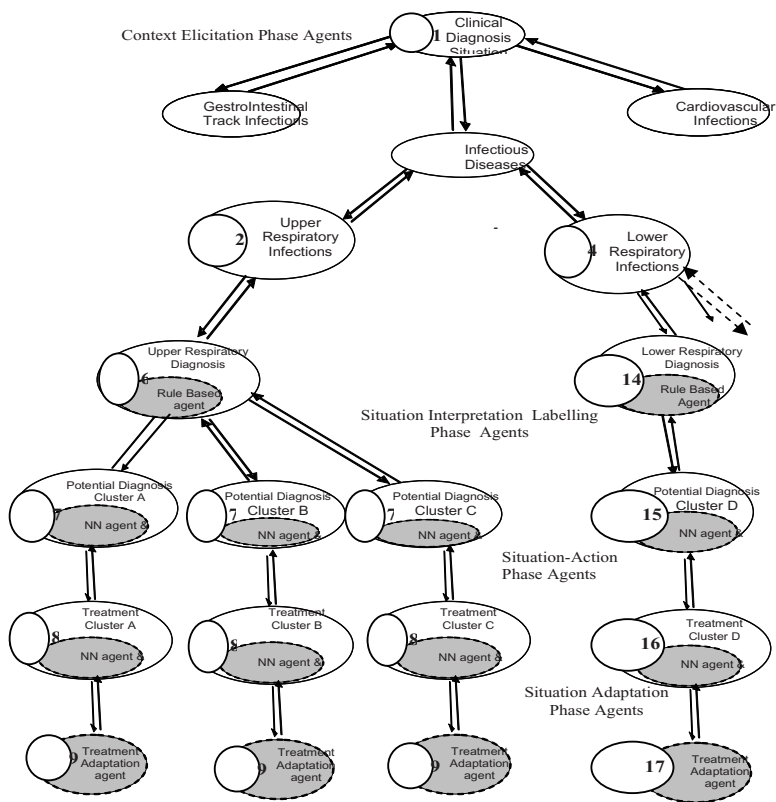 Context Elicitation Phase Agents
1
Clinical
Diagnosis
Situation
GestroIntestinal
Track Infections
Cardiovascular
Infections
Infectious
Diseases
2
Upper
Respiratory
Infections
-
4
Lower
Respiratory
Infections
Upper Respiratory
Diagnosis
6
Rule Based
agent
Lower Respiratory
Diagnosis
14
Rule Based
Agent
Situation Interpretation Labelling
Phase Agents
Potential Diagnosis
Cluster A
7
NN agent &
Potential Diagnosis
Cluster B
7
NN agent &
Potential Diagnosis
Cluster C
7
NN agent &
Potential Diagnosis
Cluster D
15
NN agent &
Situation-Action
Phase Agents
Treatment
Cluster A
8
NN agent &
Treatment
Cluster B
8
NN agent &
Treatment
Cluster C
8
NN agent &
Treatment
Cluster D
16
NN agent &
Situation Adaptation
Phase Agents
9
Treatment
Adaptation
agent
9
Treatment
Adaptation
agent
9
Treatment
Adaptation
agent
17
Treatment
Adaptation
agent